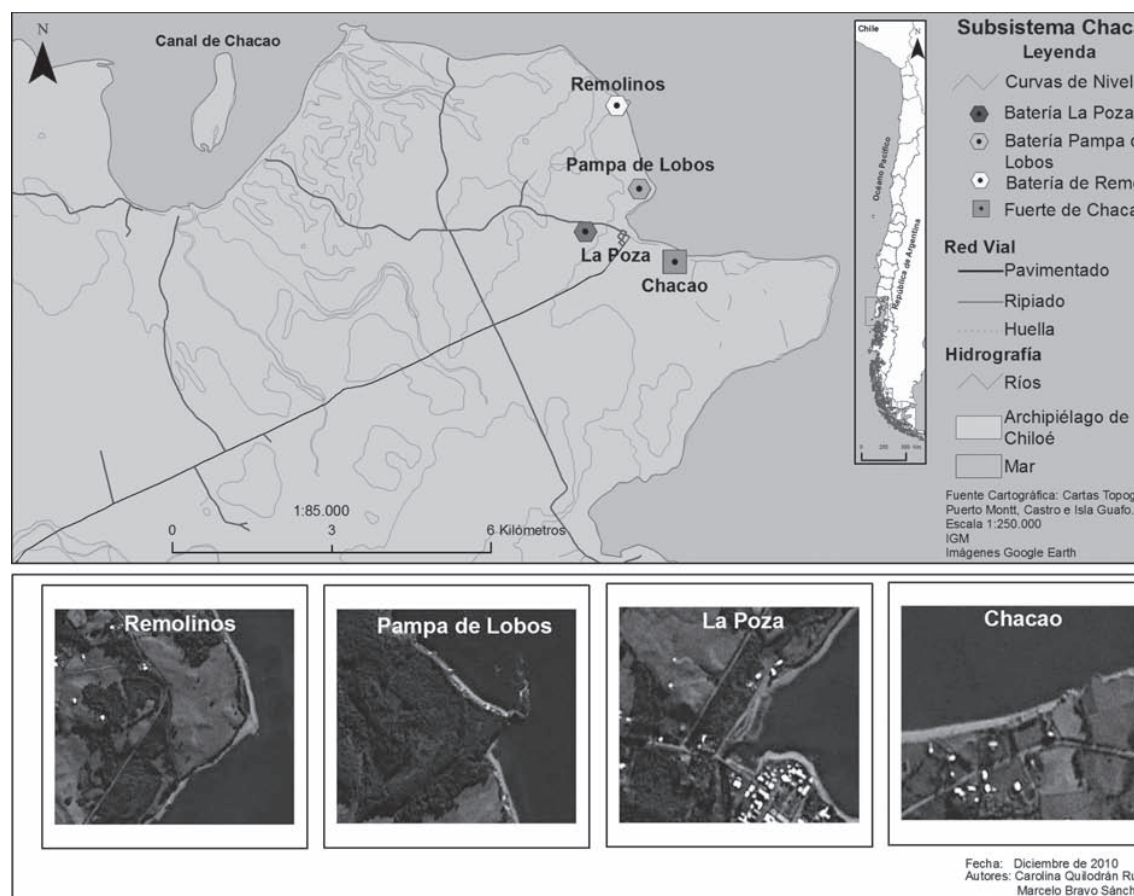 N
Canal de Chacao
Remolinos
Pampa de Lobos
La Poza
Chacao
1:85.000
0 3 6 Kilómetros
Chile
N
Océano Pacífico
República de Argentina
Subsistema Chac
Leyenda
Curvas de Nivel
Batería La Poza
Batería Pampa d
Lobos
Batería de Remo
Fuerte de Chaca
Red Vial
Pavimentado
Ripiado
Huella
Hidrografía
Ríos
Archipiélago de
Chiloé
Mar
Fuente Cartográfica: Cartas Topog
Puerto Montt, Castro e Isla Guafo.
Escala 1:250.000
IGM
Imágenes Google Earth
Remolinos
Pampa de Lobos
La Poza
Chacao
Fecha: Diciembre de 2010
Autores: Carolina Quilodrán Ru
Marcelo Bravo Sánch